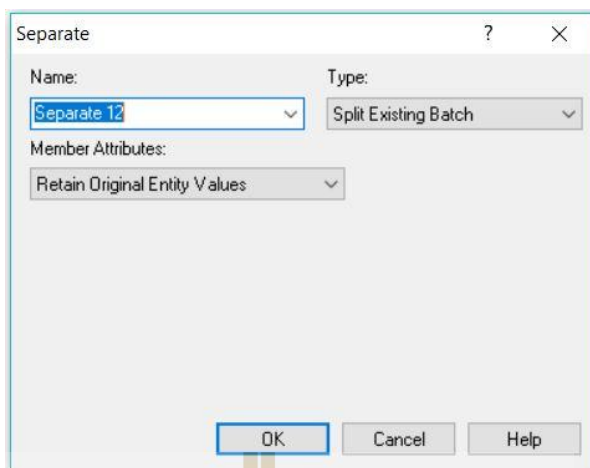 Separate ?
Name: Type:
Separate 12 Split Existing Batch
Member Attributes:
Retain Original Entity Values
OK Cancel Help